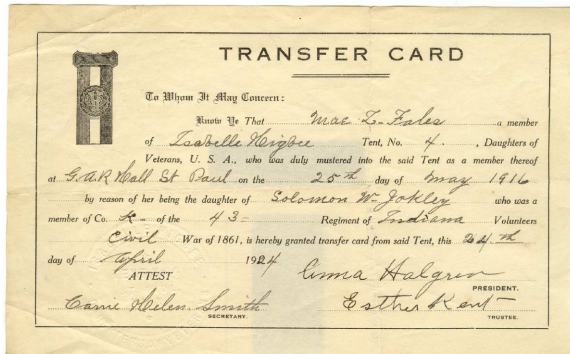 TRANSFER CARD
To Whom It May Concern:
Know Ye That Mae L. Fales a member
of Isabelle Higbee Tent, No. 4. , Daughters of
Veterans, U. S. A., who was duly mustered into the said Tent as a member thereof
at G.A.R Hall St Paul on the 25th day of May 1916
by reason of her being the daughter of Solomon W. Jokley who was a
member of Co. K- of the 43- Regiment of Indiana Volunteers
Civil War of 1861, is hereby granted transfer card from said Tent, this 24th
day of April 1924
ATTEST
Anna Halgren
PRESIDENT.
Carrie Helen Smith
SECRETARY.
Esther Kent
TRUSTEE.